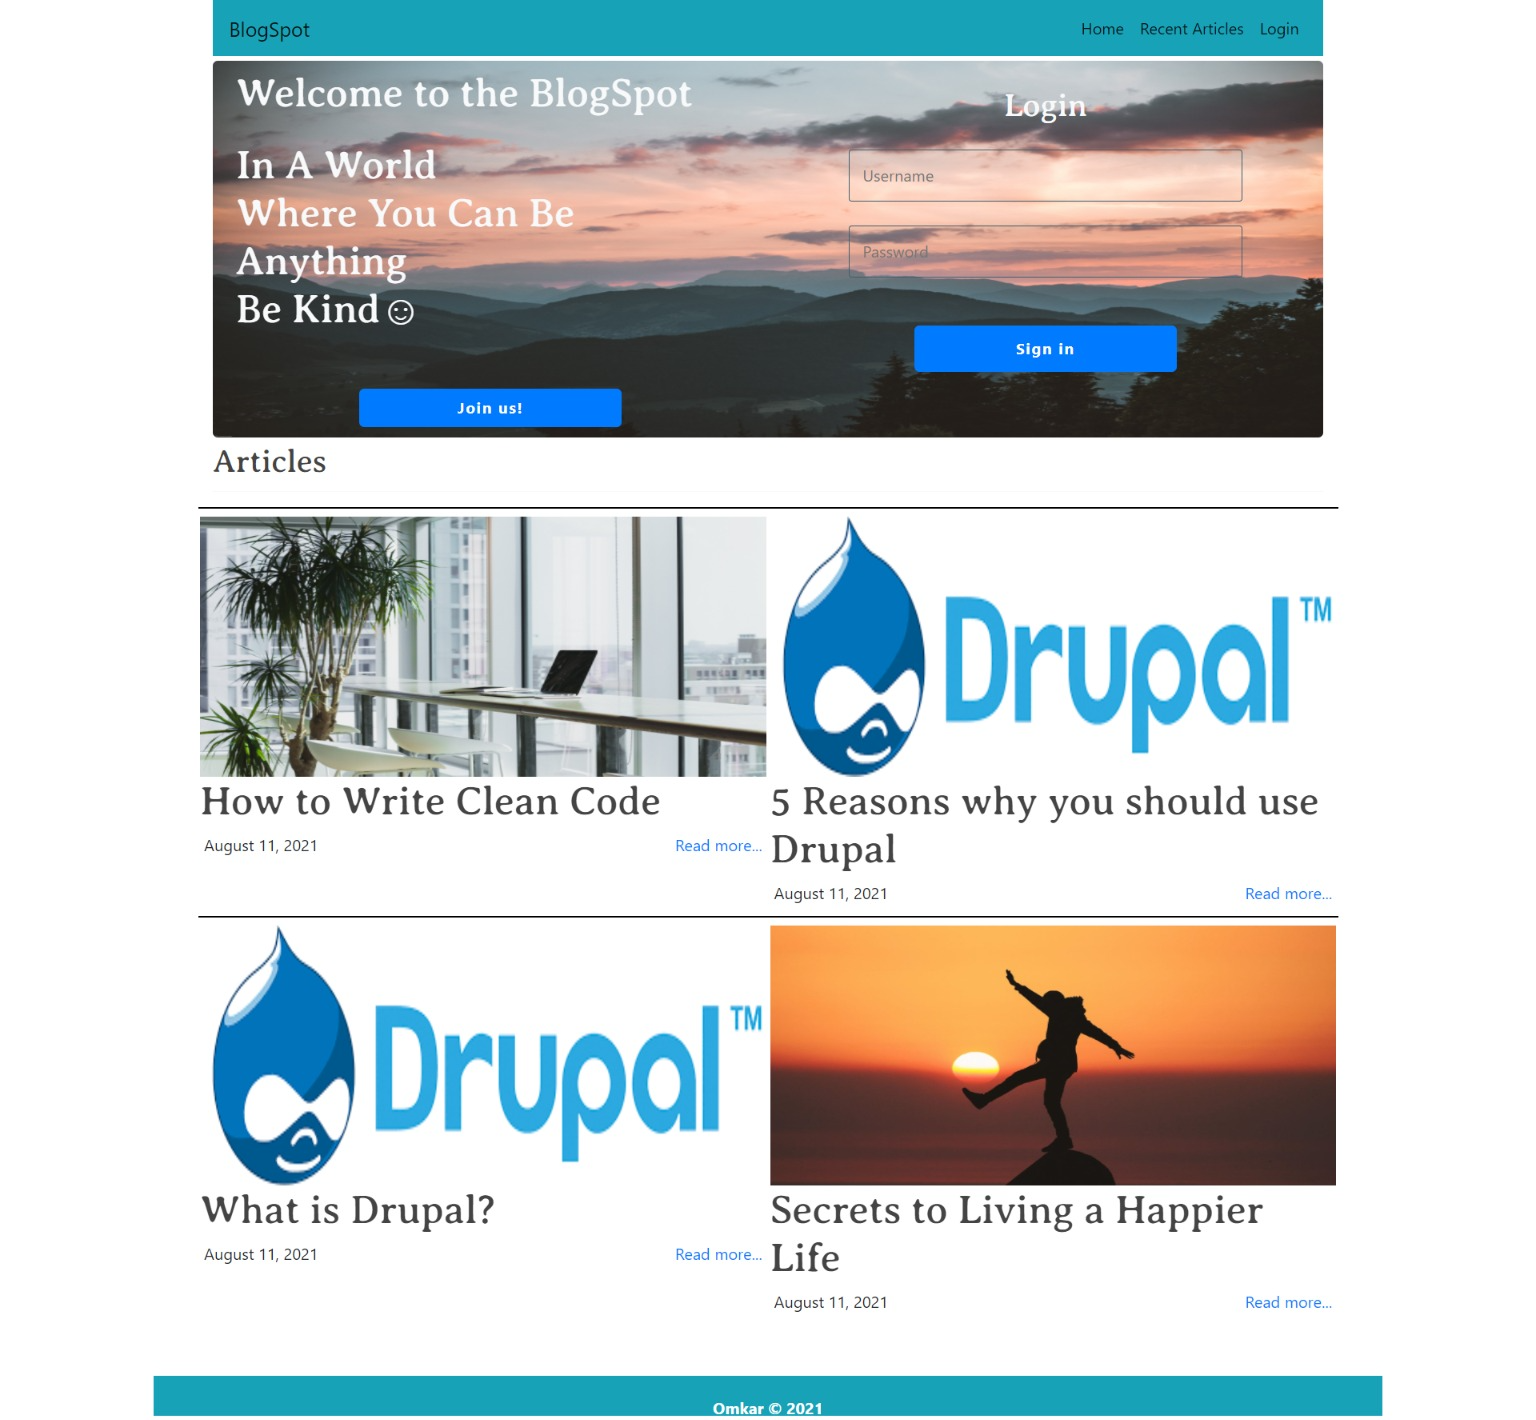 BlogSpot
Home Recent Articles Login
Welcome to the BlogSpot
In A World
Where You Can Be
Anything
Be Kind☺
Join us!
Login
Username
Password
Sign in
Articles
How to Write Clean Code
August 11, 2021 Read more...
Drupal™
5 Reasons why you should use
Drupal
August 11, 2021 Read more...
Drupal™
What is Drupal?
August 11, 2021 Read more...
Secrets to Living a Happier
Life
August 11, 2021 Read more...
Omkar © 2021